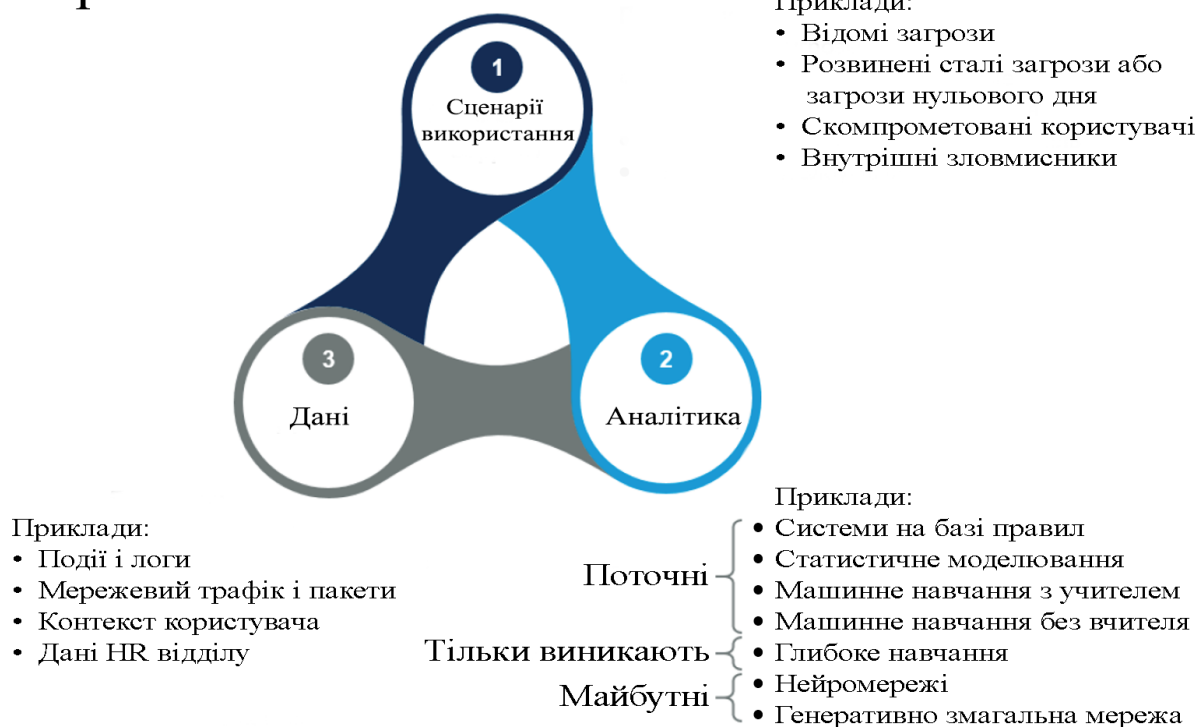 Приклади:
• Відомі загрози
• Розвинені сталі загрози або
загрози нульового дня
• Скомпрометовані користувачі
• Внутрішні зловмисники
1
Сценарії
використання
3
Дані
2
Аналітика
Приклади:
• Події і логи
• Мережевий трафік і пакети
• Контекст користувача
• Дані HR відділу
Приклади:
Поточні
• Системи на базі правил
• Статистичне моделювання
• Машинне навчання з учителем
• Машинне навчання без вчителя
Тільки виникають
• Глибоке навчання
Майбутні
• Нейромережі
• Генеративно змагальна мережа